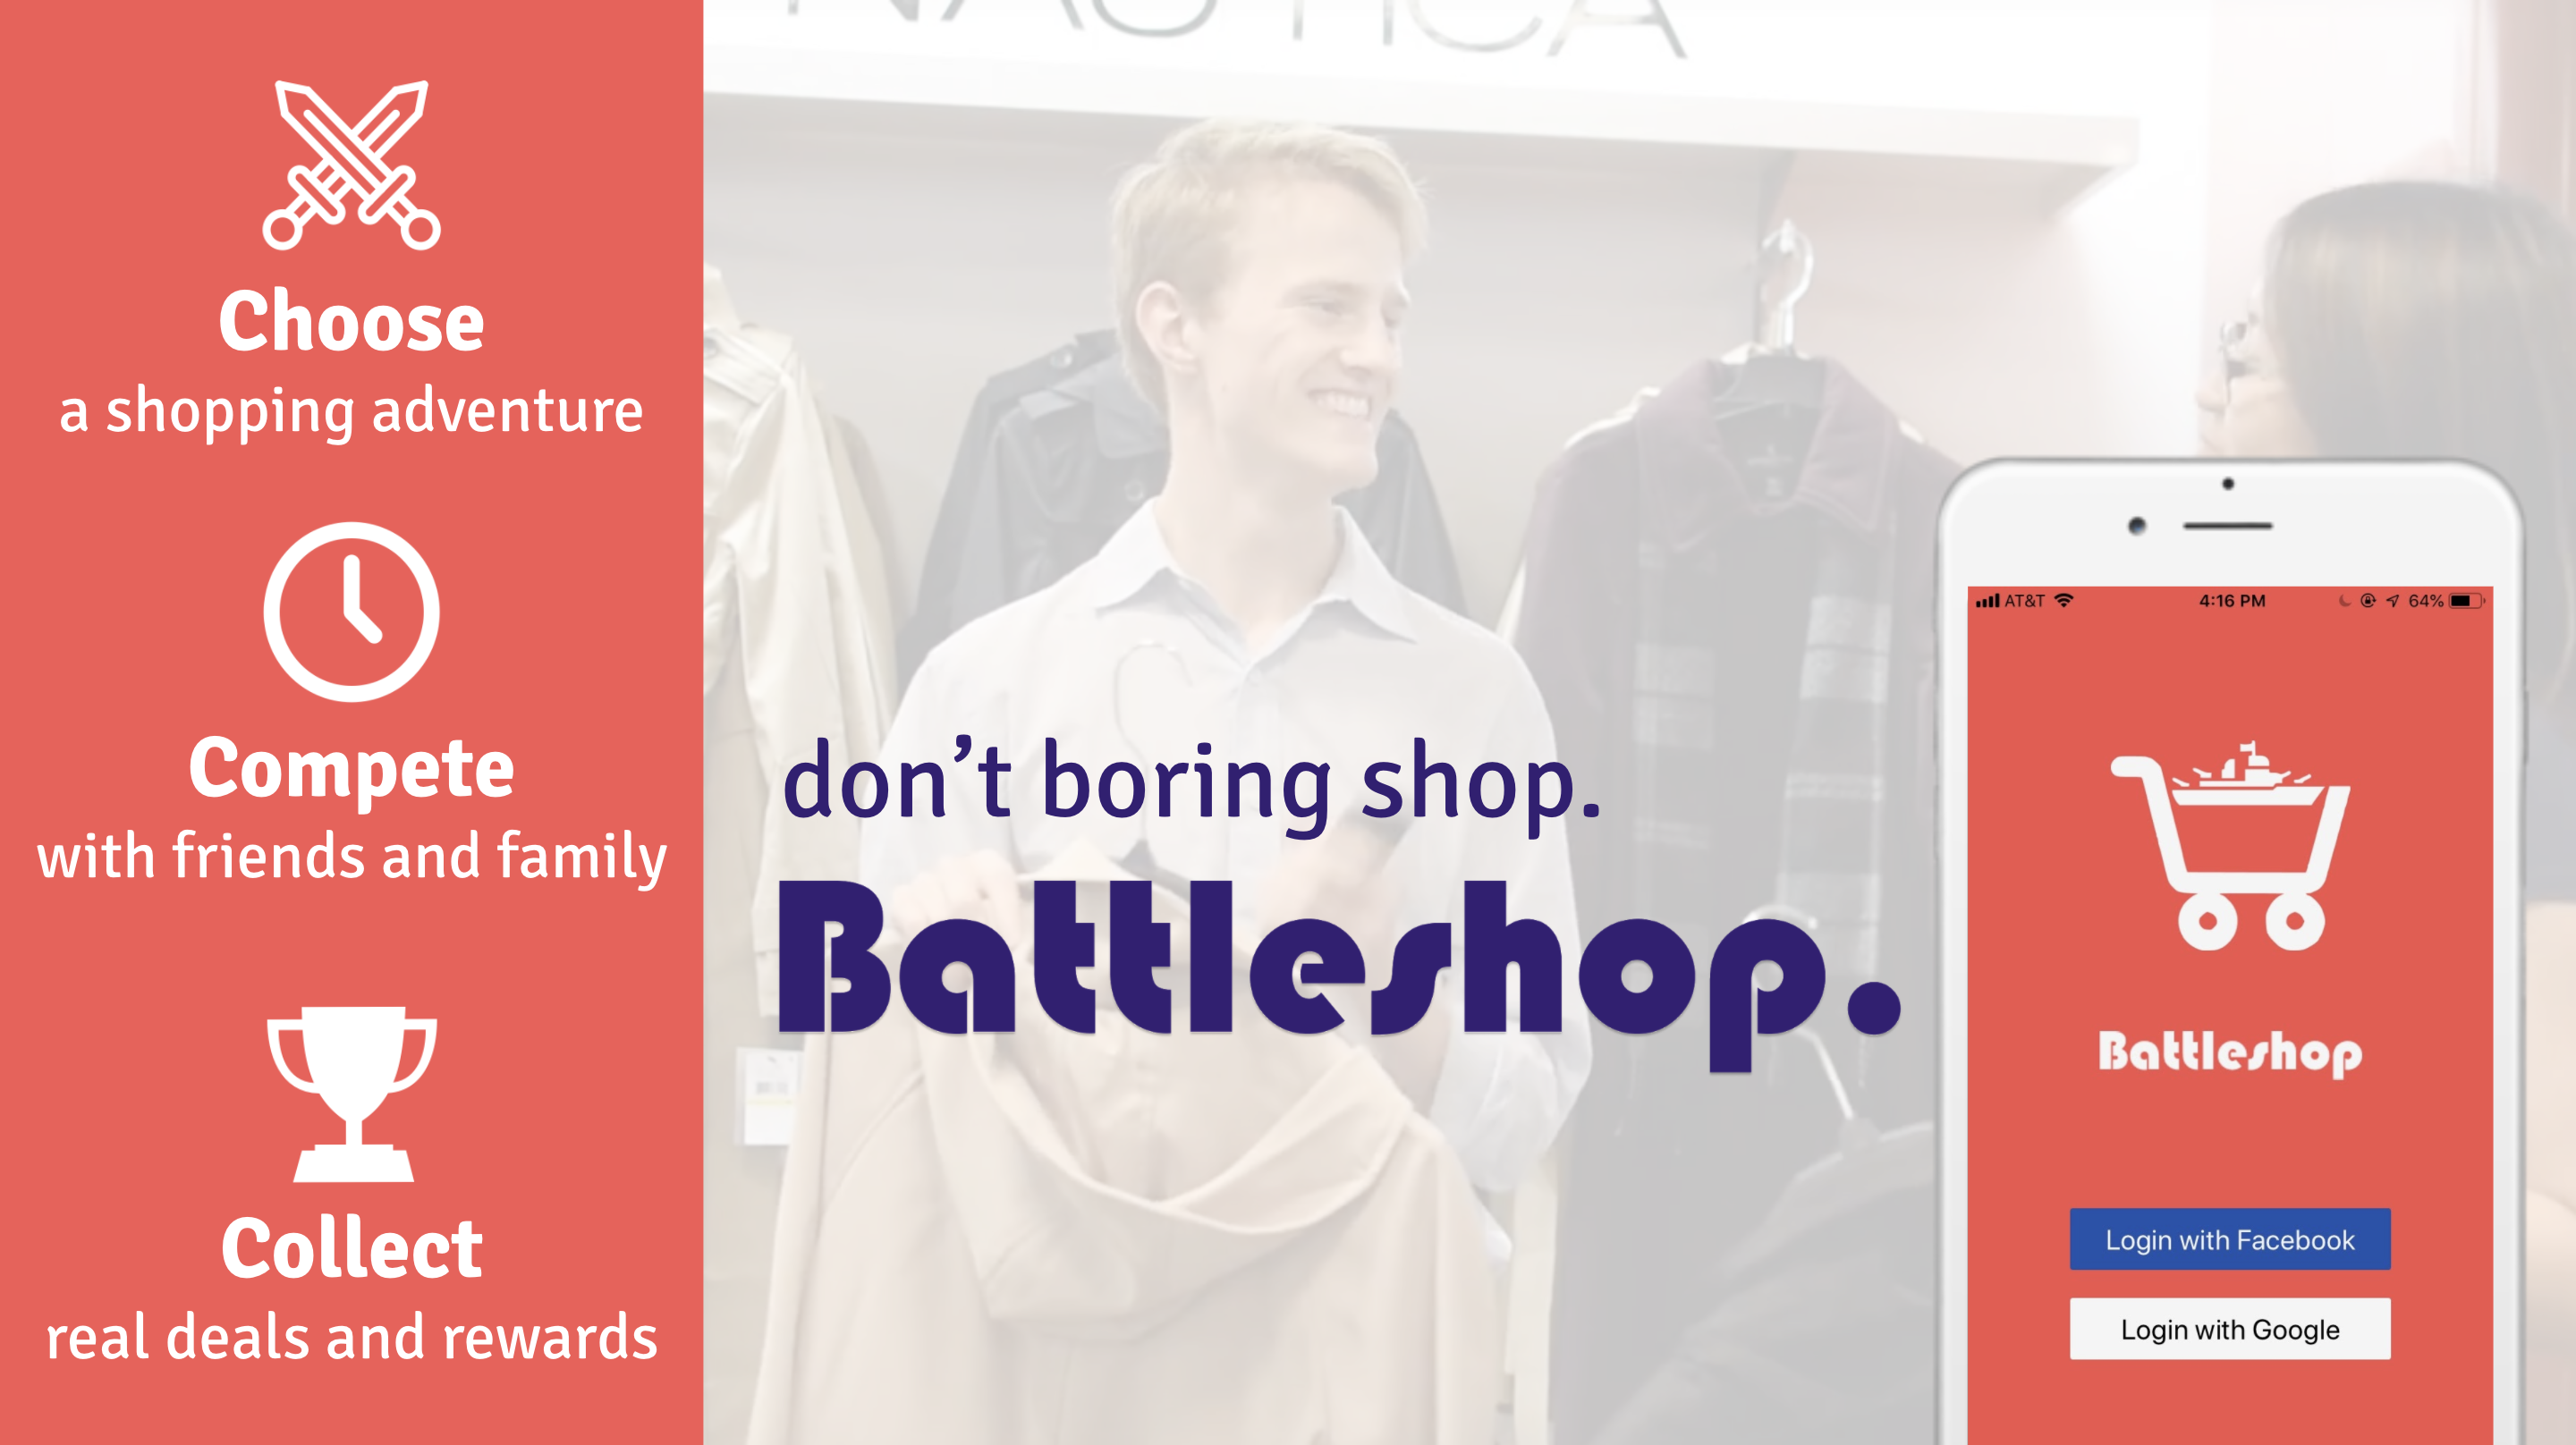 NAUTICA
Choose
a shopping adventure
Compete
with friends and family
Collect
real deals and rewards
don't boring shop.
Battleshop.
AT&T
4:16 PM
64%
Battleshop
Login with Facebook
Login with Google